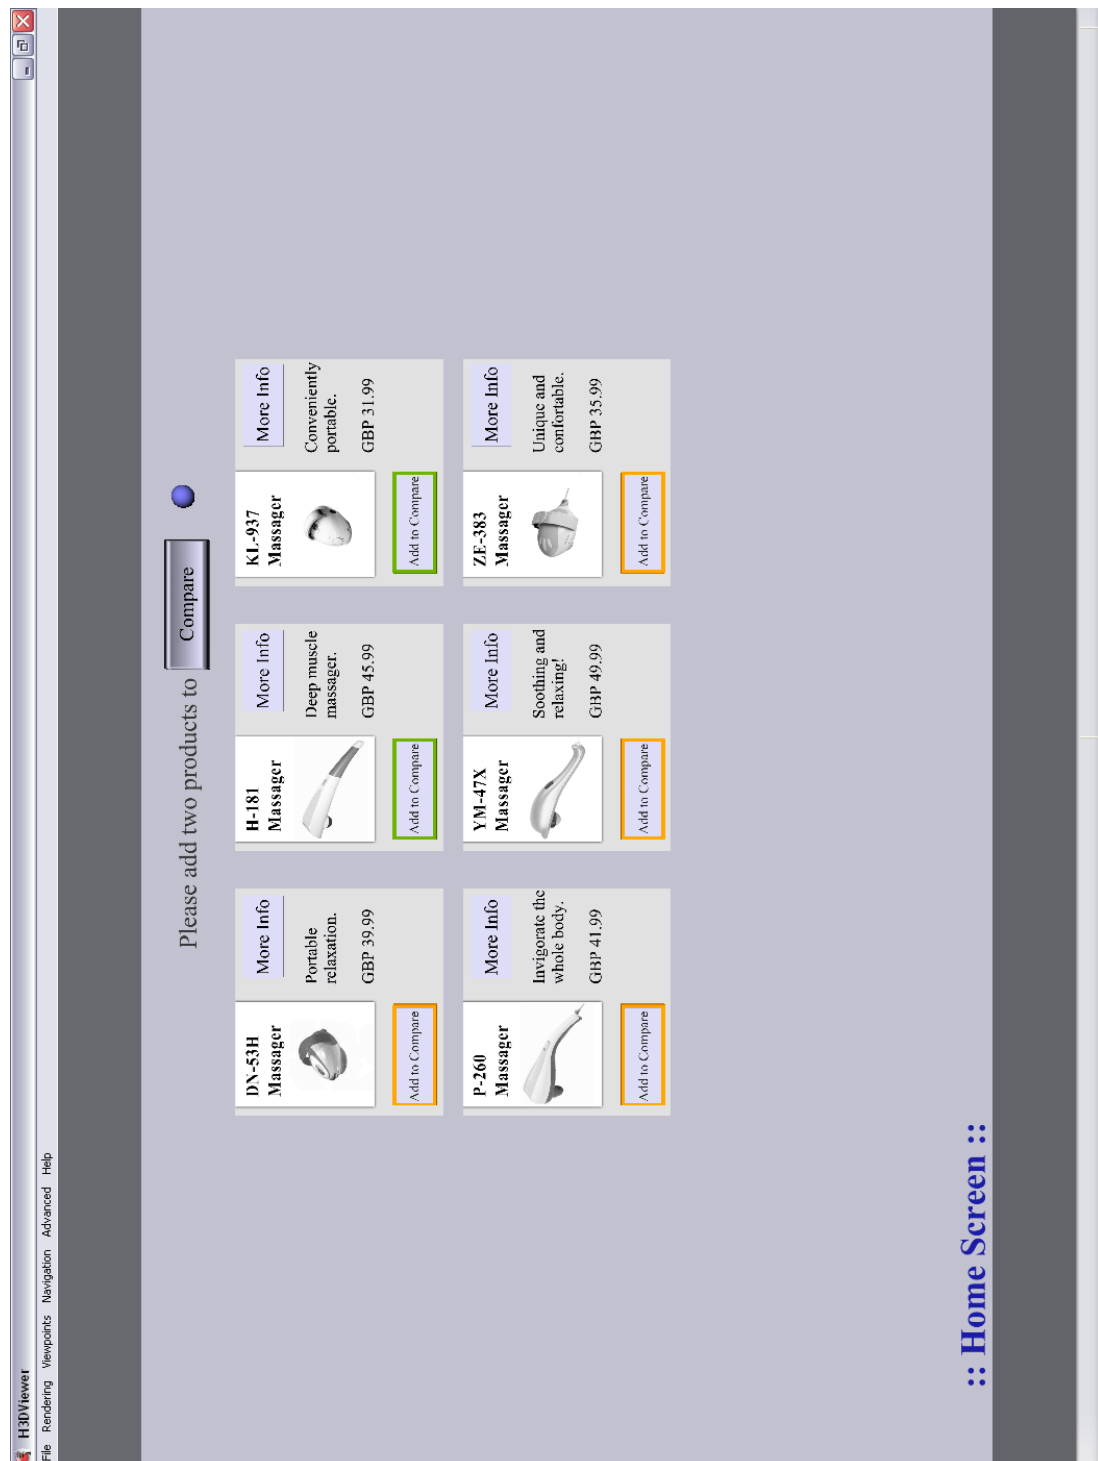 H3DViewer
File Rendering Viewpoints Navigation Advanced Help
Please add two products to Compare
DN-53H
Massager
More Info
Portable
relaxation.
GBP 39.99
Add to Compare
H-181
Massager
More Info
Deep muscle
massager.
GBP 45.99
Add to Compare
KL-937
Massager
More Info
Conveniently
portable.
GBP 31.99
Add to Compare
P-260
Massager
More Info
Invigorate the
whole body.
GBP 41.99
Add to Compare
YM-47X
Massager
More Info
Soothing and
relaxing!
GBP 49.99
Add to Compare
ZE-383
Massager
More Info
Unique and
confortable.
GBP 35.99
Add to Compare
:: Home Screen ::